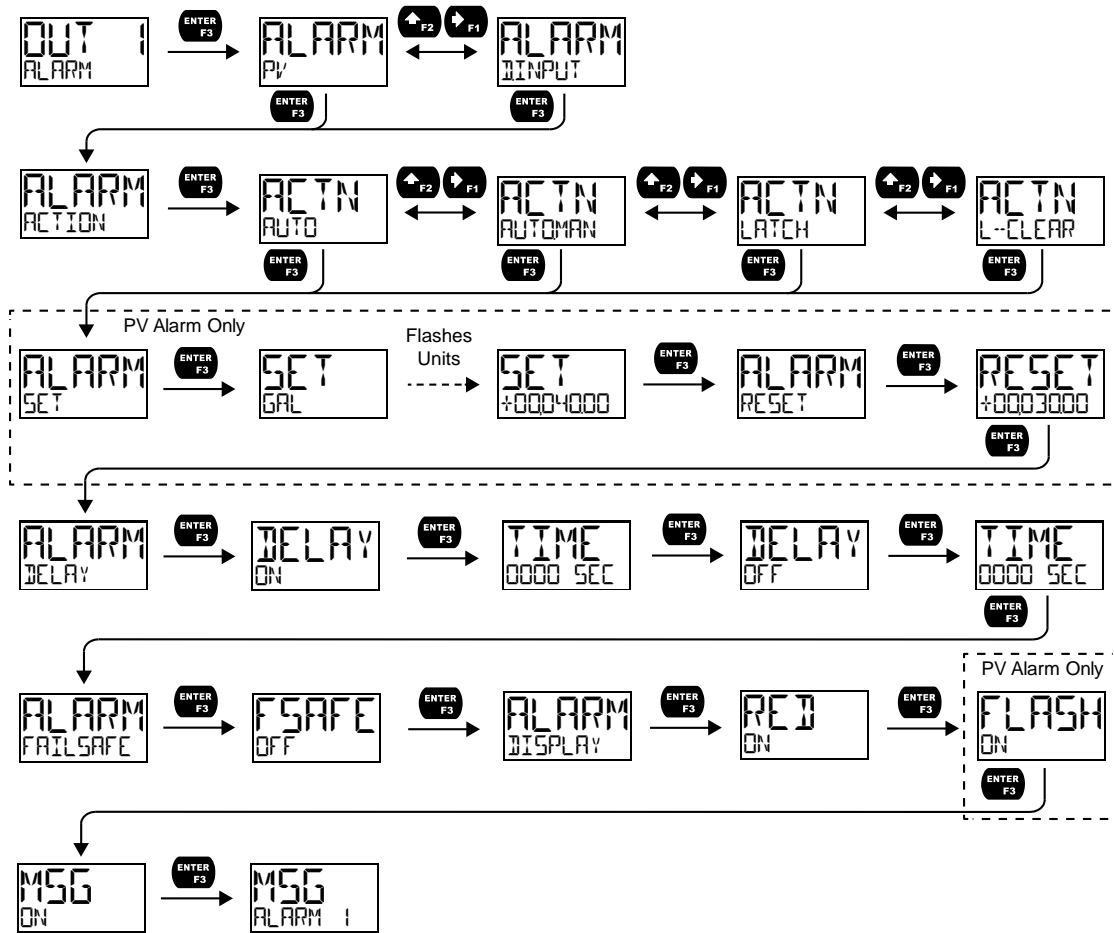 OUT 1
ALARM
ENTER
F3
ALARM
PV
F2
F1
ALARM
D.INPUT
ENTER
F3
ENTER
F3
ALARM
ACTION
ENTER
F3
ACTN
AUTO
F2
F1
ACTN
AUTO,MAN
F2
F1
ACTN
LATCH
F2
F1
ACTN
L--CLEAR
ENTER
F3
ENTER
F3
ENTER
F3
ENTER
F3
PV Alarm Only
ALARM
SET
ENTER
F3
SET
GAL
Flashes
Units
SET
+00,040.00
ENTER
F3
ALARM
RESET
ENTER
F3
RESET
+00,030.00
ENTER
F3
ALARM
DELAY
ENTER
F3
DELAY
ON
ENTER
F3
TIME
0000 SEC
ENTER
F3
DELAY
OFF
ENTER
F3
TIME
0000 SEC
ENTER
F3
ALARM
FAILSAFE
ENTER
F3
FSAFE
OFF
ENTER
F3
ALARM
DISPLAY
ENTER
F3
RED
ON
ENTER
F3
PV Alarm Only
FLASH
ON
ENTER
F3
MSG
ON
ENTER
F3
MSG
ALARM 1